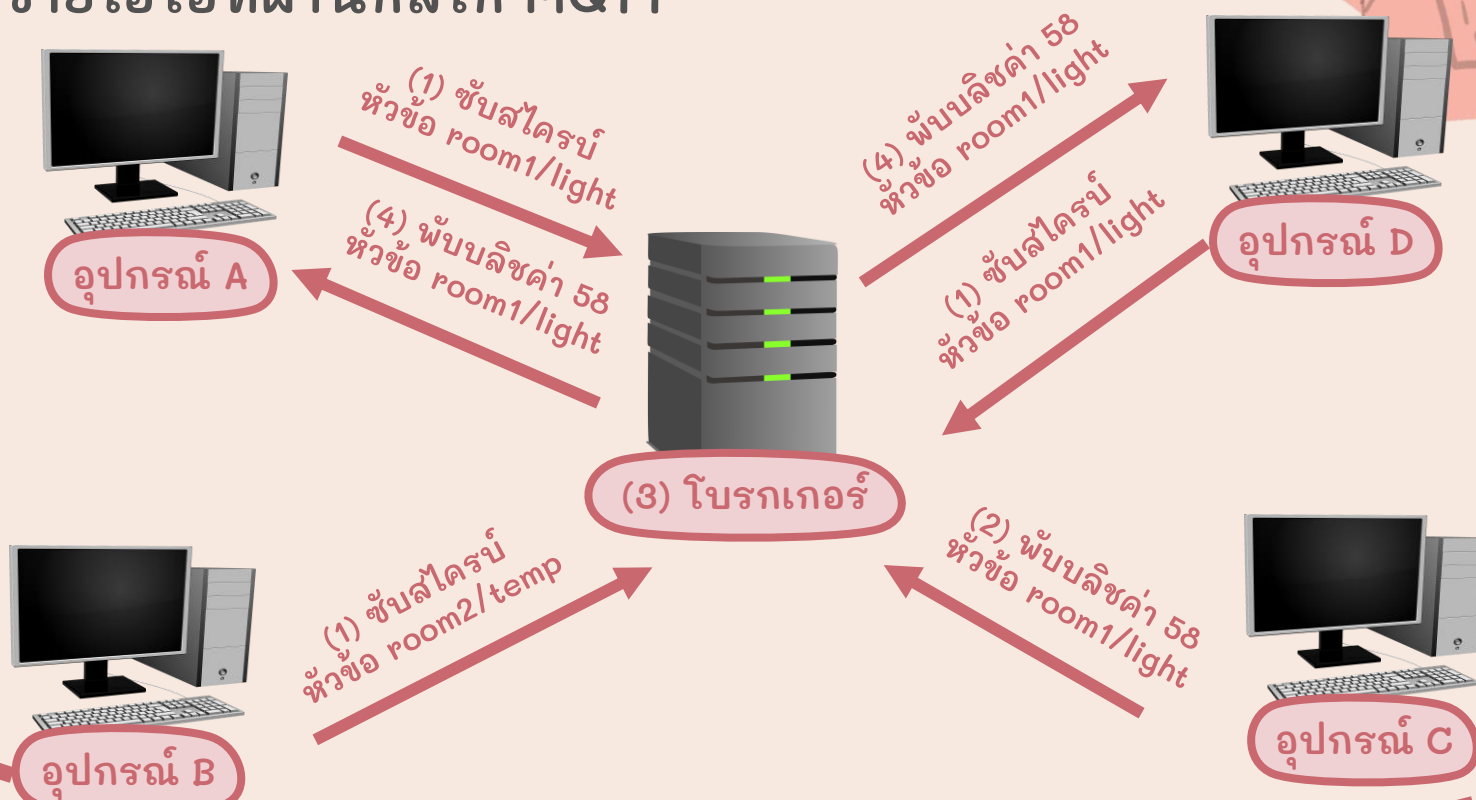 (1) ซับสไครบ์
หัวข้อ room1/light
(4) พับบลิชค่า 58
หัวข้อ room1/light
อุปกรณ์ A
(4) พับบลิชค่า 58
หัวข้อ room1/light
(1) ซับสไครบ์
หัวข้อ room1/light
อุปกรณ์ D
(3) โบรกเกอร์
(1) ซับสไครบ์
หัวข้อ room2/temp
อุปกรณ์ B
(2) พับบลิชค่า 58
หัวข้อ room1/light
อุปกรณ์ C